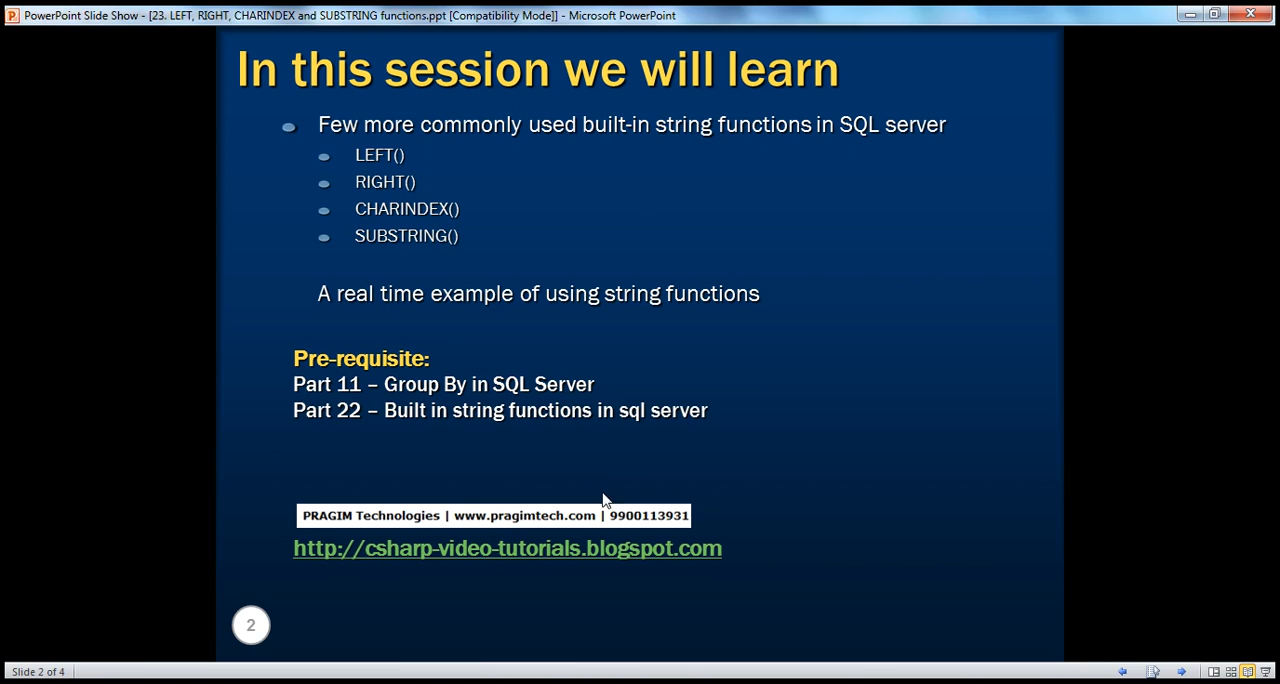 PowerPoint Slide Show - [23. LEFT, RIGHT, CHARINDEX and SUBSTRING functions.ppt [Compatibility Mode]] - Microsoft PowerPoint
In this session we will learn
Few more commonly used built-in string functions in SQL server
LEFT()
RIGHT()
CHARINDEX()
SUBSTRING()
A real time example of using string functions
Pre-requisite:
Part 11 – Group By in SQL Server
Part 22 – Built in string functions in sql server
PRAGIM Technologies | www.pragimtech.com | 9900113931
http://csharp-video-tutorials.blogspot.com
2
Slide 2 of 4